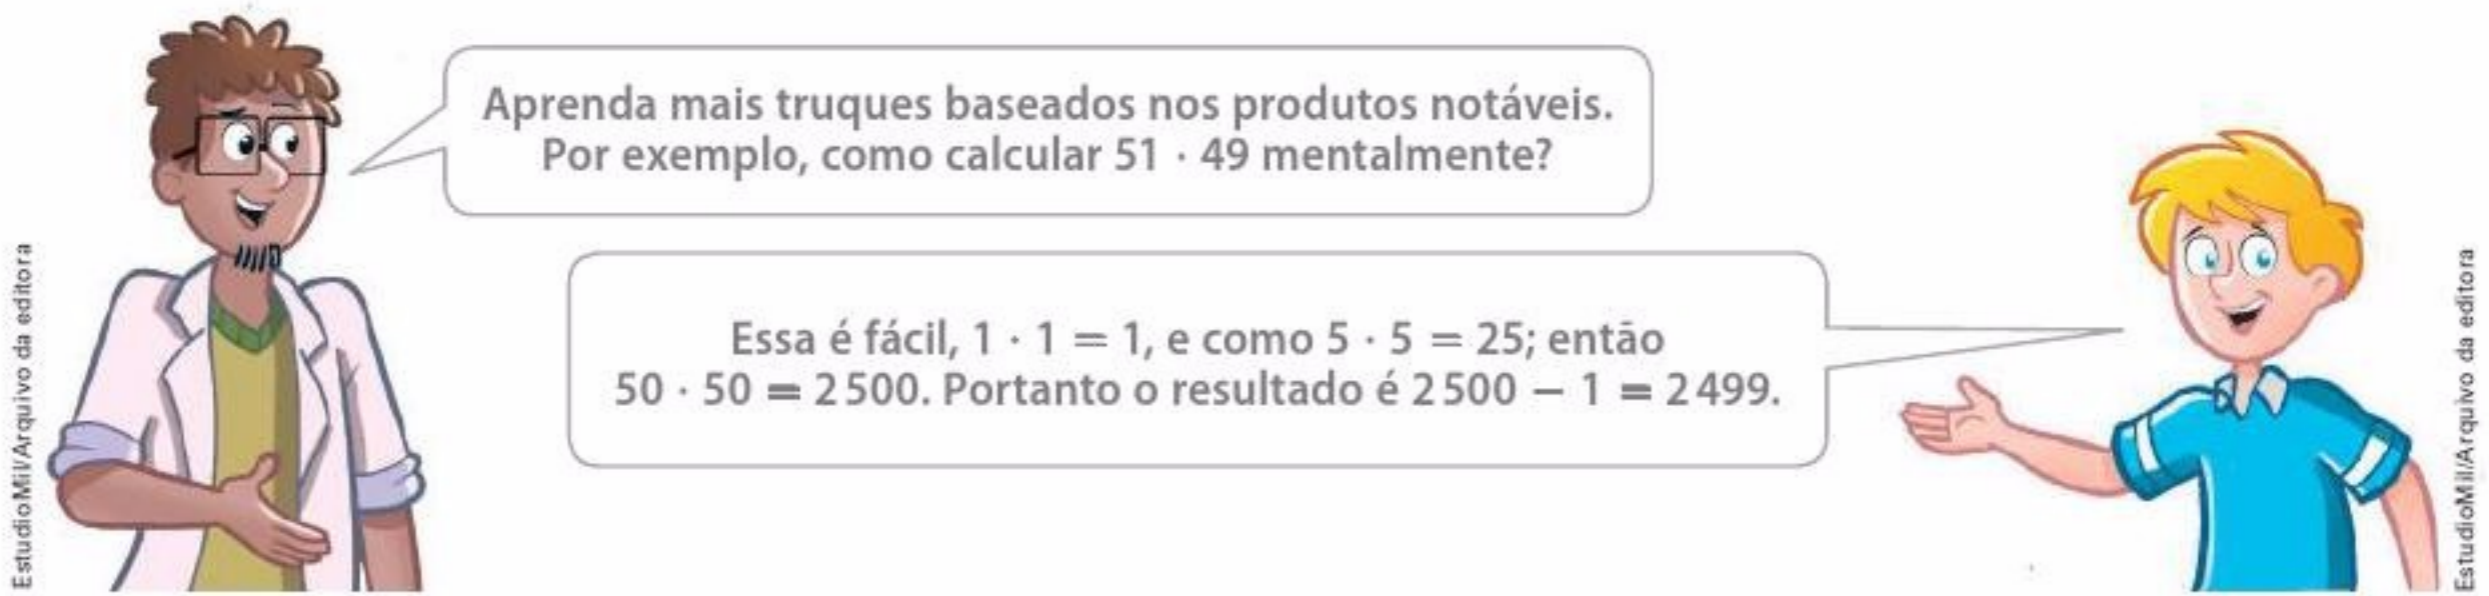 Aprenda mais truques baseados nos produtos notáveis.
Por exemplo, como calcular 51 · 49 mentalmente?
Essa é fácil, 1 · 1 = 1, e como 5 · 5 = 25; então
50 · 50 = 2 500. Portanto o resultado é 2 500 − 1 = 2 499.
EstudioMil/Arquivo da editora
EstudioMil/Arquivo da editora